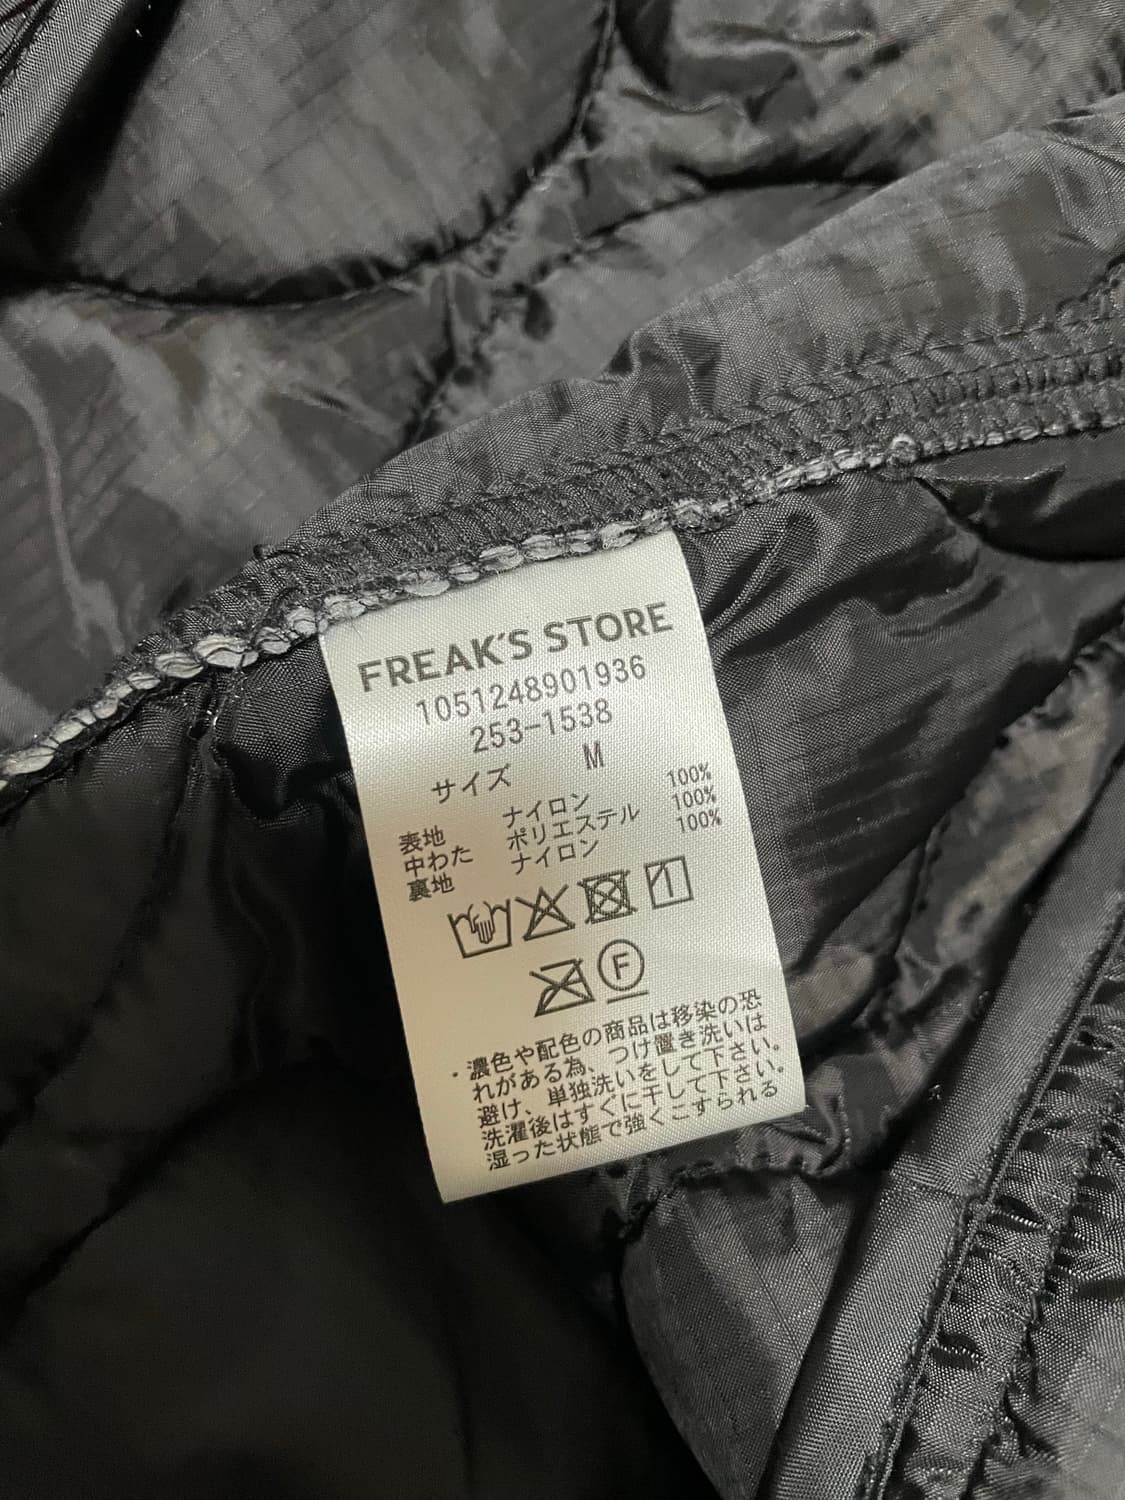 FREAK'S STORE
1051248901936
253-1538
サイズ M
表地 ナイロン 100%
中わた ポリエステル 100%
裏地 ナイロン 100%
F
・濃色や配色の商品は移染の恐
れがある為、つけ置き洗いは
避け、単独洗いをして下さい。
洗濯後はすぐに干して下さい。
湿った状態で強くこすられる